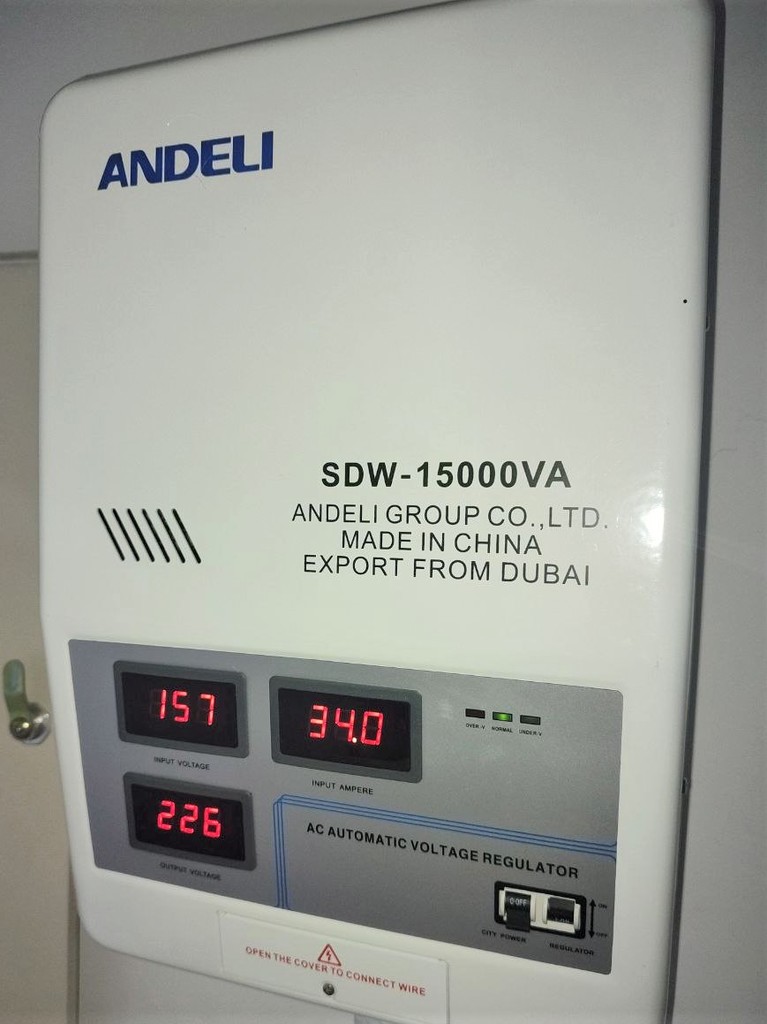 ANDELI
SDW-15000VA
ANDELI GROUP CO.,LTD.
MADE IN CHINA
EXPORT FROM DUBAI
157
INPUT VOLTAGE
34.0
INPUT AMPERE
OVER-V NORMAL UNDER-V
226
OUTPUT VOLTAGE
AC AUTOMATIC VOLTAGE REGULATOR
O OFF
ON
OFF
CITY POWER
REGULATOR
OPEN THE COVER TO CONNECT WIRE